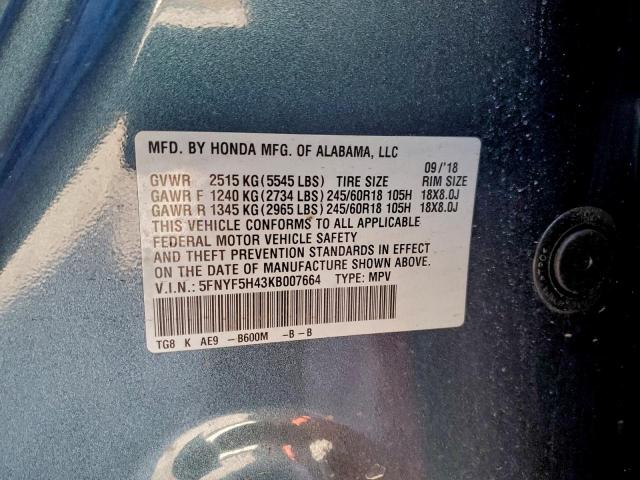 MFD. BY HONDA MFG. OF ALABAMA, LLC
09/'18
GVWR 2515 KG (5545 LBS) TIRE SIZE RIM SIZE
GAWR F 1240 KG (2734 LBS) 245/60R18 105H 18X8.0J
GAWR R 1345 KG (2965 LBS) 245/60R18 105H 18X8.0J
THIS VEHICLE CONFORMS TO ALL APPLICABLE
FEDERAL MOTOR VEHICLE SAFETY
AND THEFT PREVENTION STANDARDS IN EFFECT
ON THE DATE OF MANUFACTURE SHOWN ABOVE.
V.I.N.: 5FNYF5H43KB007664 TYPE: MPV
TG8 K AE9 -B600M -B -B